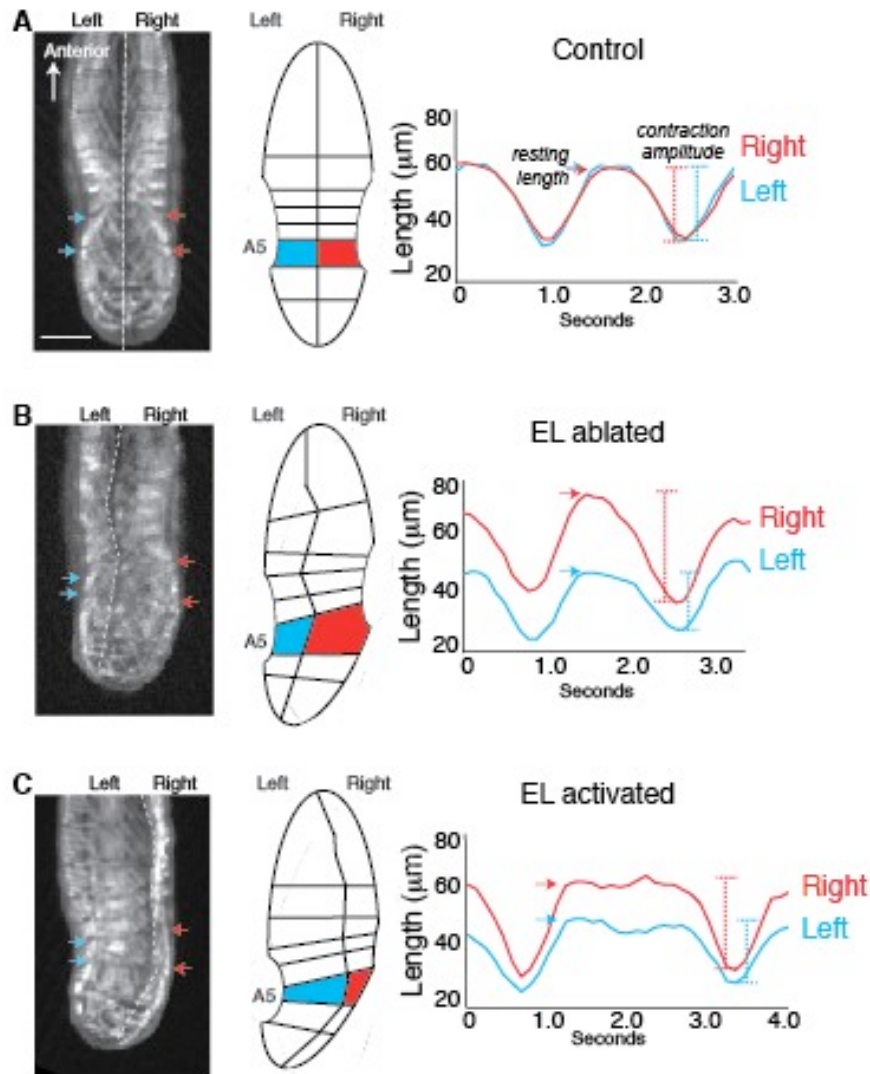 A
Left Right
Anterior
Left Right
A5
Control
Length (μm)
80
60
40
20
resting
length
contraction
amplitude
Right
Left
0 1.0 2.0 3.0
Seconds
B
Left Right
Left Right
A5
EL ablated
Length (μm)
80
60
40
20
Right
Left
0 1.0 2.0 3.0
Seconds
C
Left Right
Left Right
A5
EL activated
Length (μm)
80
60
40
20
Right
Left
0 1.0 2.0 3.0 4.0
Seconds